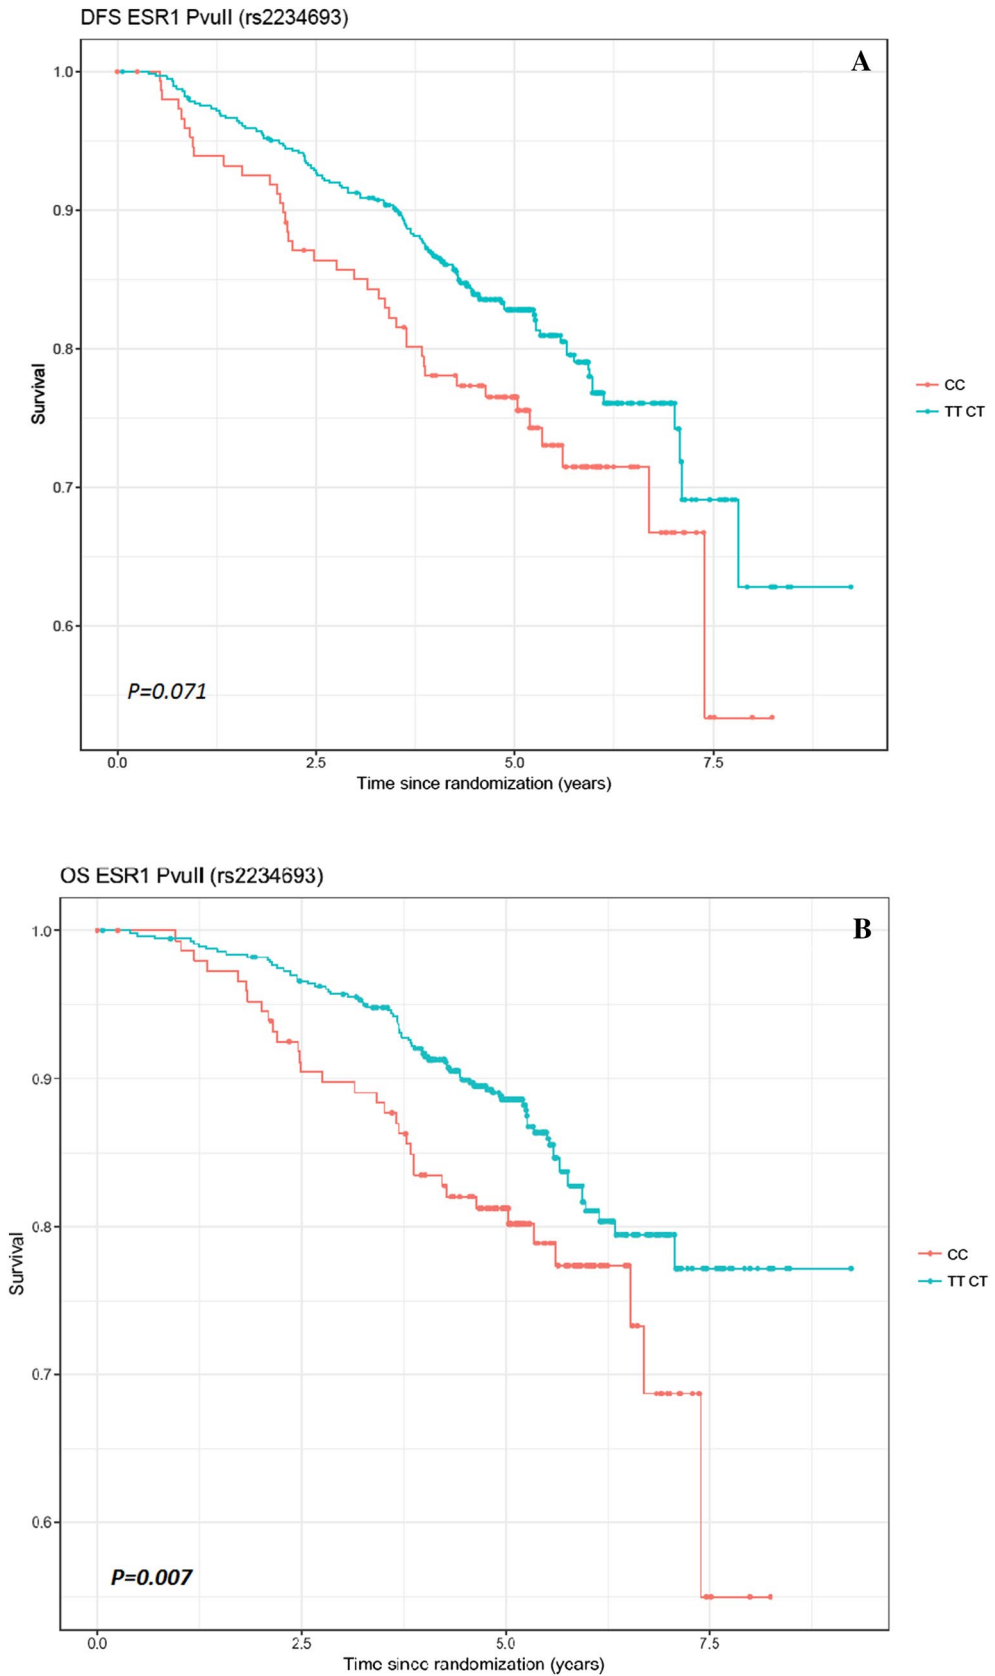 DFS ESR1 PvuII (rs2234693)
A
1.0
0.9
0.8
0.7
0.6
Survival
P=0.071
0.0 2.5 5.0 7.5
Time since randomization (years)
CC
TT CT
OS ESR1 PvuII (rs2234693)
B
1.0
0.9
0.8
0.7
0.6
Survival
P=0.007
0.0 2.5 5.0 7.5
Time since randomization (years)
CC
TT CT